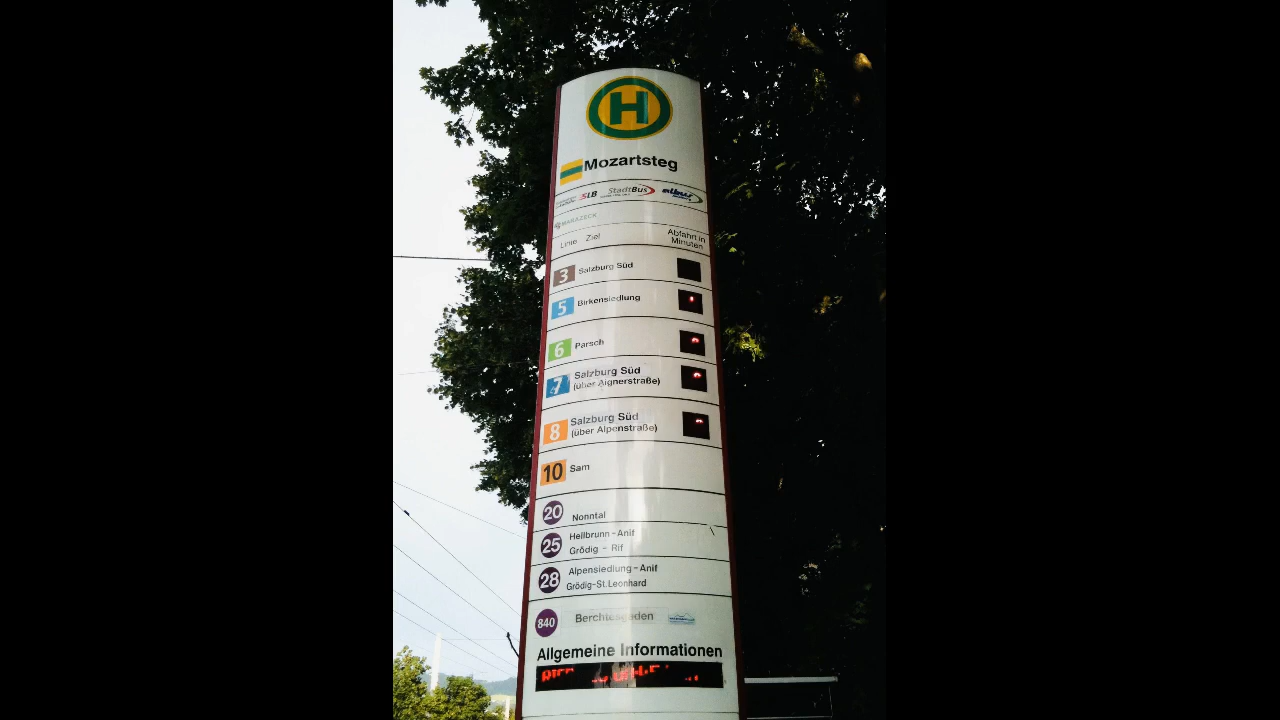 H
Mozartsteg
SLB StadtBus albus
Linie Ziel Abfahrt in
Minuten
3 Salzburg Süd
5 Birkensiedlung
6 Parsch
7 Salzburg Süd
(über Aignerstraße)
8 Salzburg Süd
(über Alpenstraße)
10 Sam
20 Nonntal
25 Hellbrunn - Anif
Grödig - Rif
28 Alpensiedlung - Anif
Grödig-St.Leonhard
840 Berchtesgaden
Allgemeine Informationen